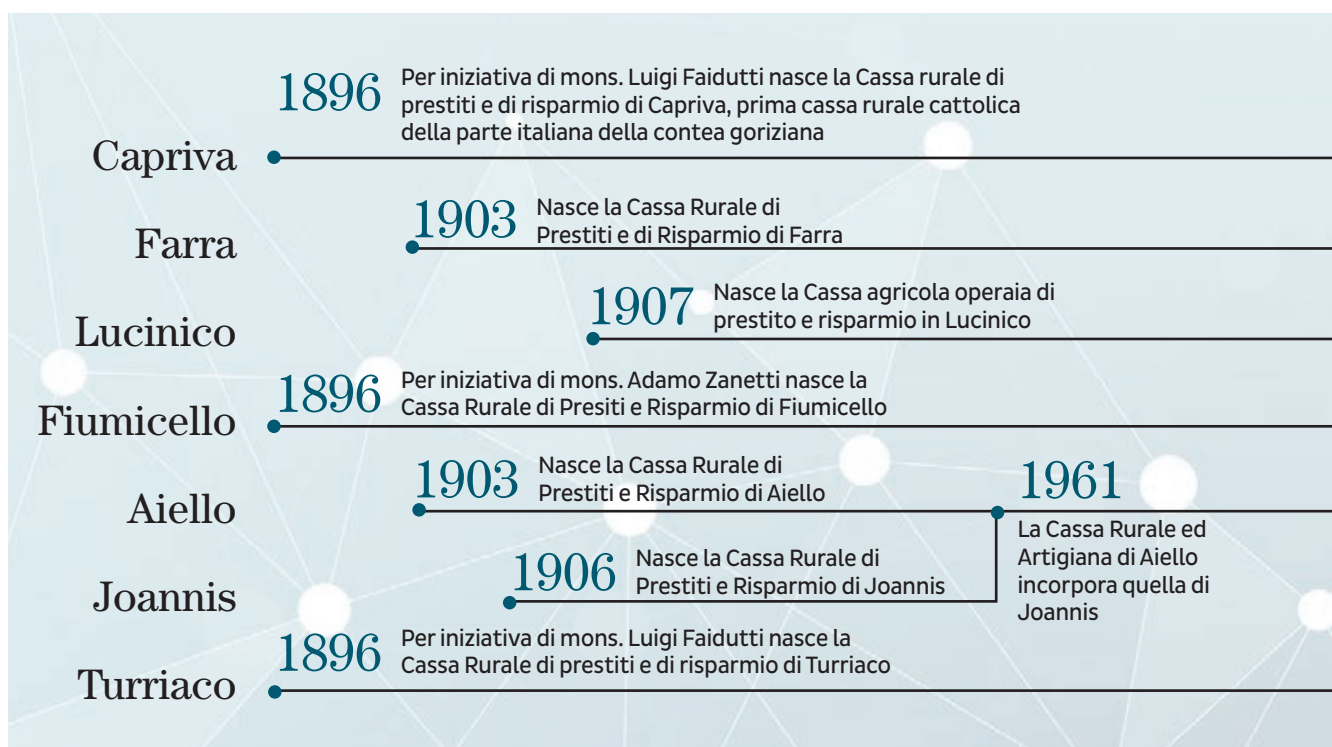 1896
Per iniziativa di mons. Luigi Faidutti nasce la Cassa rurale di
prestiti e di risparmio di Capriva, prima cassa rurale cattolica
della parte italiana della contea goriziana
Capriva
1903
Nasce la Cassa Rurale di
Prestiti e di Risparmio di Farra
Farra
1907
Nasce la Cassa agricola operaia di
prestito e risparmio in Lucinico
Lucinico
1896
Per iniziativa di mons. Adamo Zanetti nasce la
Cassa Rurale di Presiti e Risparmio di Fiumicello
Fiumicello
1903
Nasce la Cassa Rurale di
Prestiti e Risparmio di Aiello
Aiello
1961
La Cassa Rurale ed
Artigiana di Aiello
incorpora quella di
Joannis
1906
Nasce la Cassa Rurale di
Prestiti e Risparmio di Joannis
Joannis
1896
Per iniziativa di mons. Luigi Faidutti nasce la
Cassa Rurale di prestiti e di risparmio di Turriaco
Turriaco